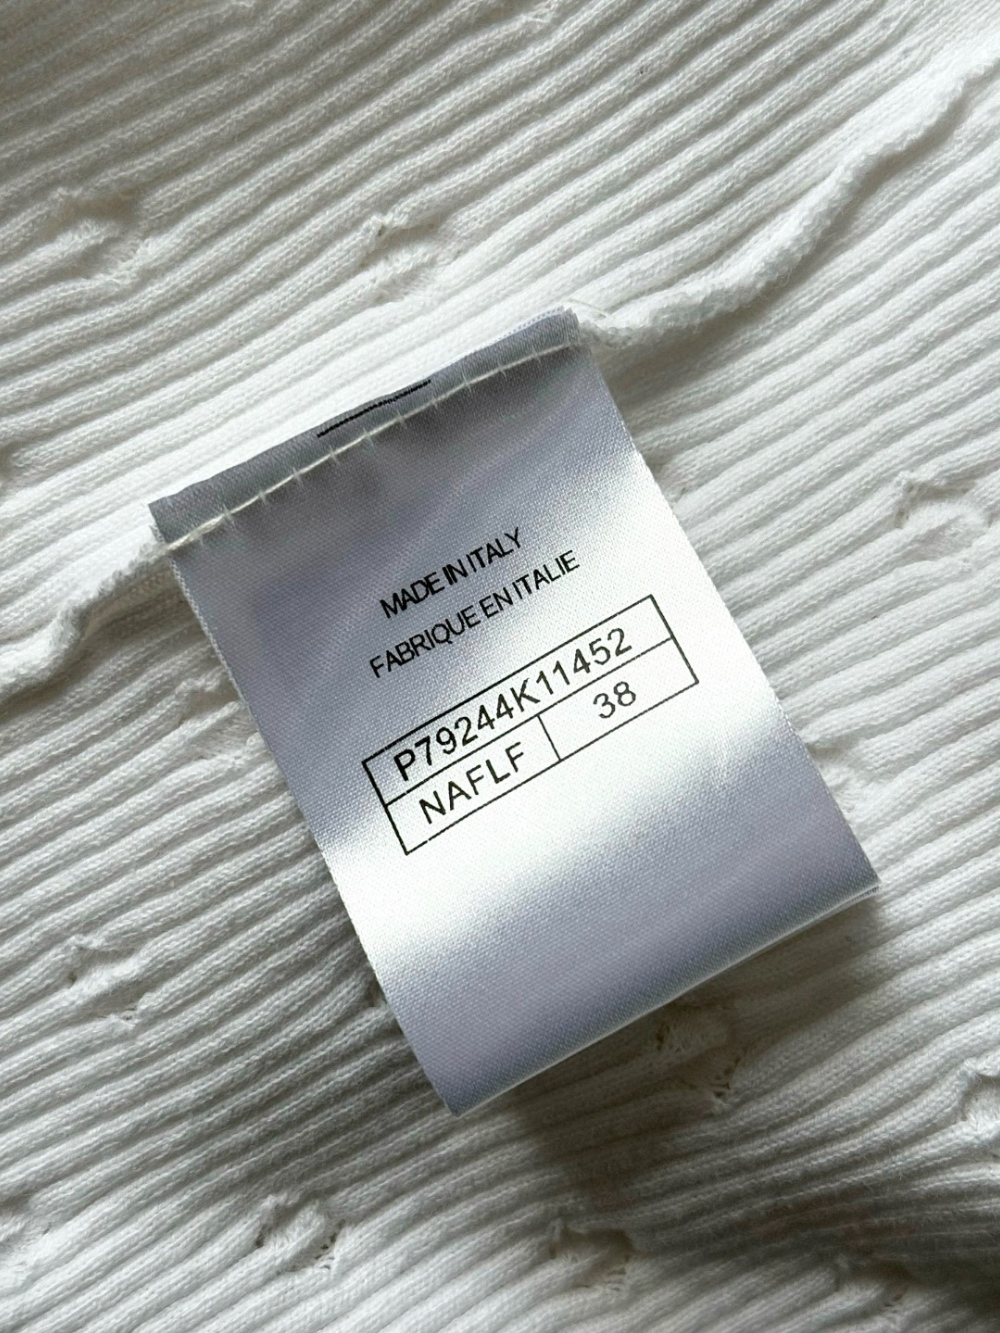 MADE IN ITALY
FABRIQUE EN ITALIE
P79244K11452
NAFLF 38